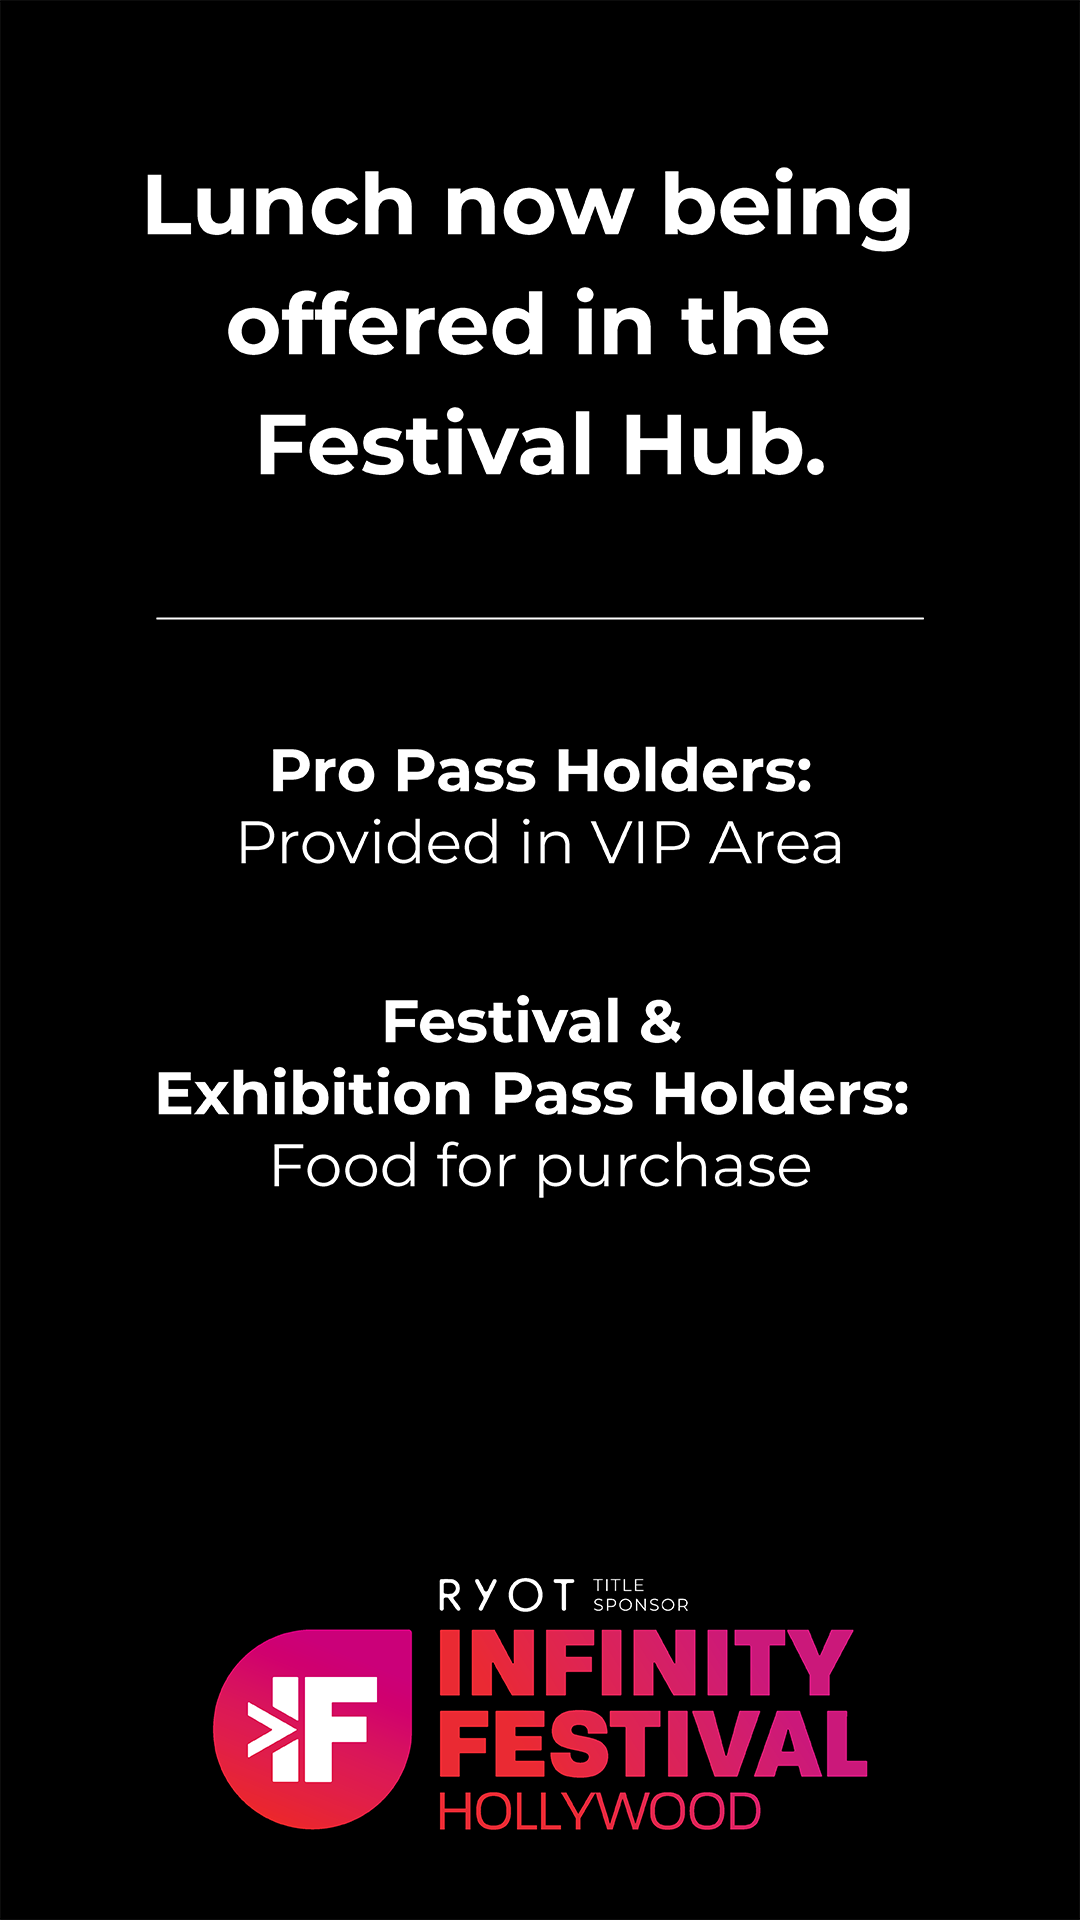 Lunch now being
offered in the
Festival Hub.
Pro Pass Holders:
Provided in VIP Area
Festival &
Exhibition Pass Holders:
Food for purchase
RYOT TITLE
SPONSOR
IF
INFINITY
FESTIVAL
HOLLYWOOD